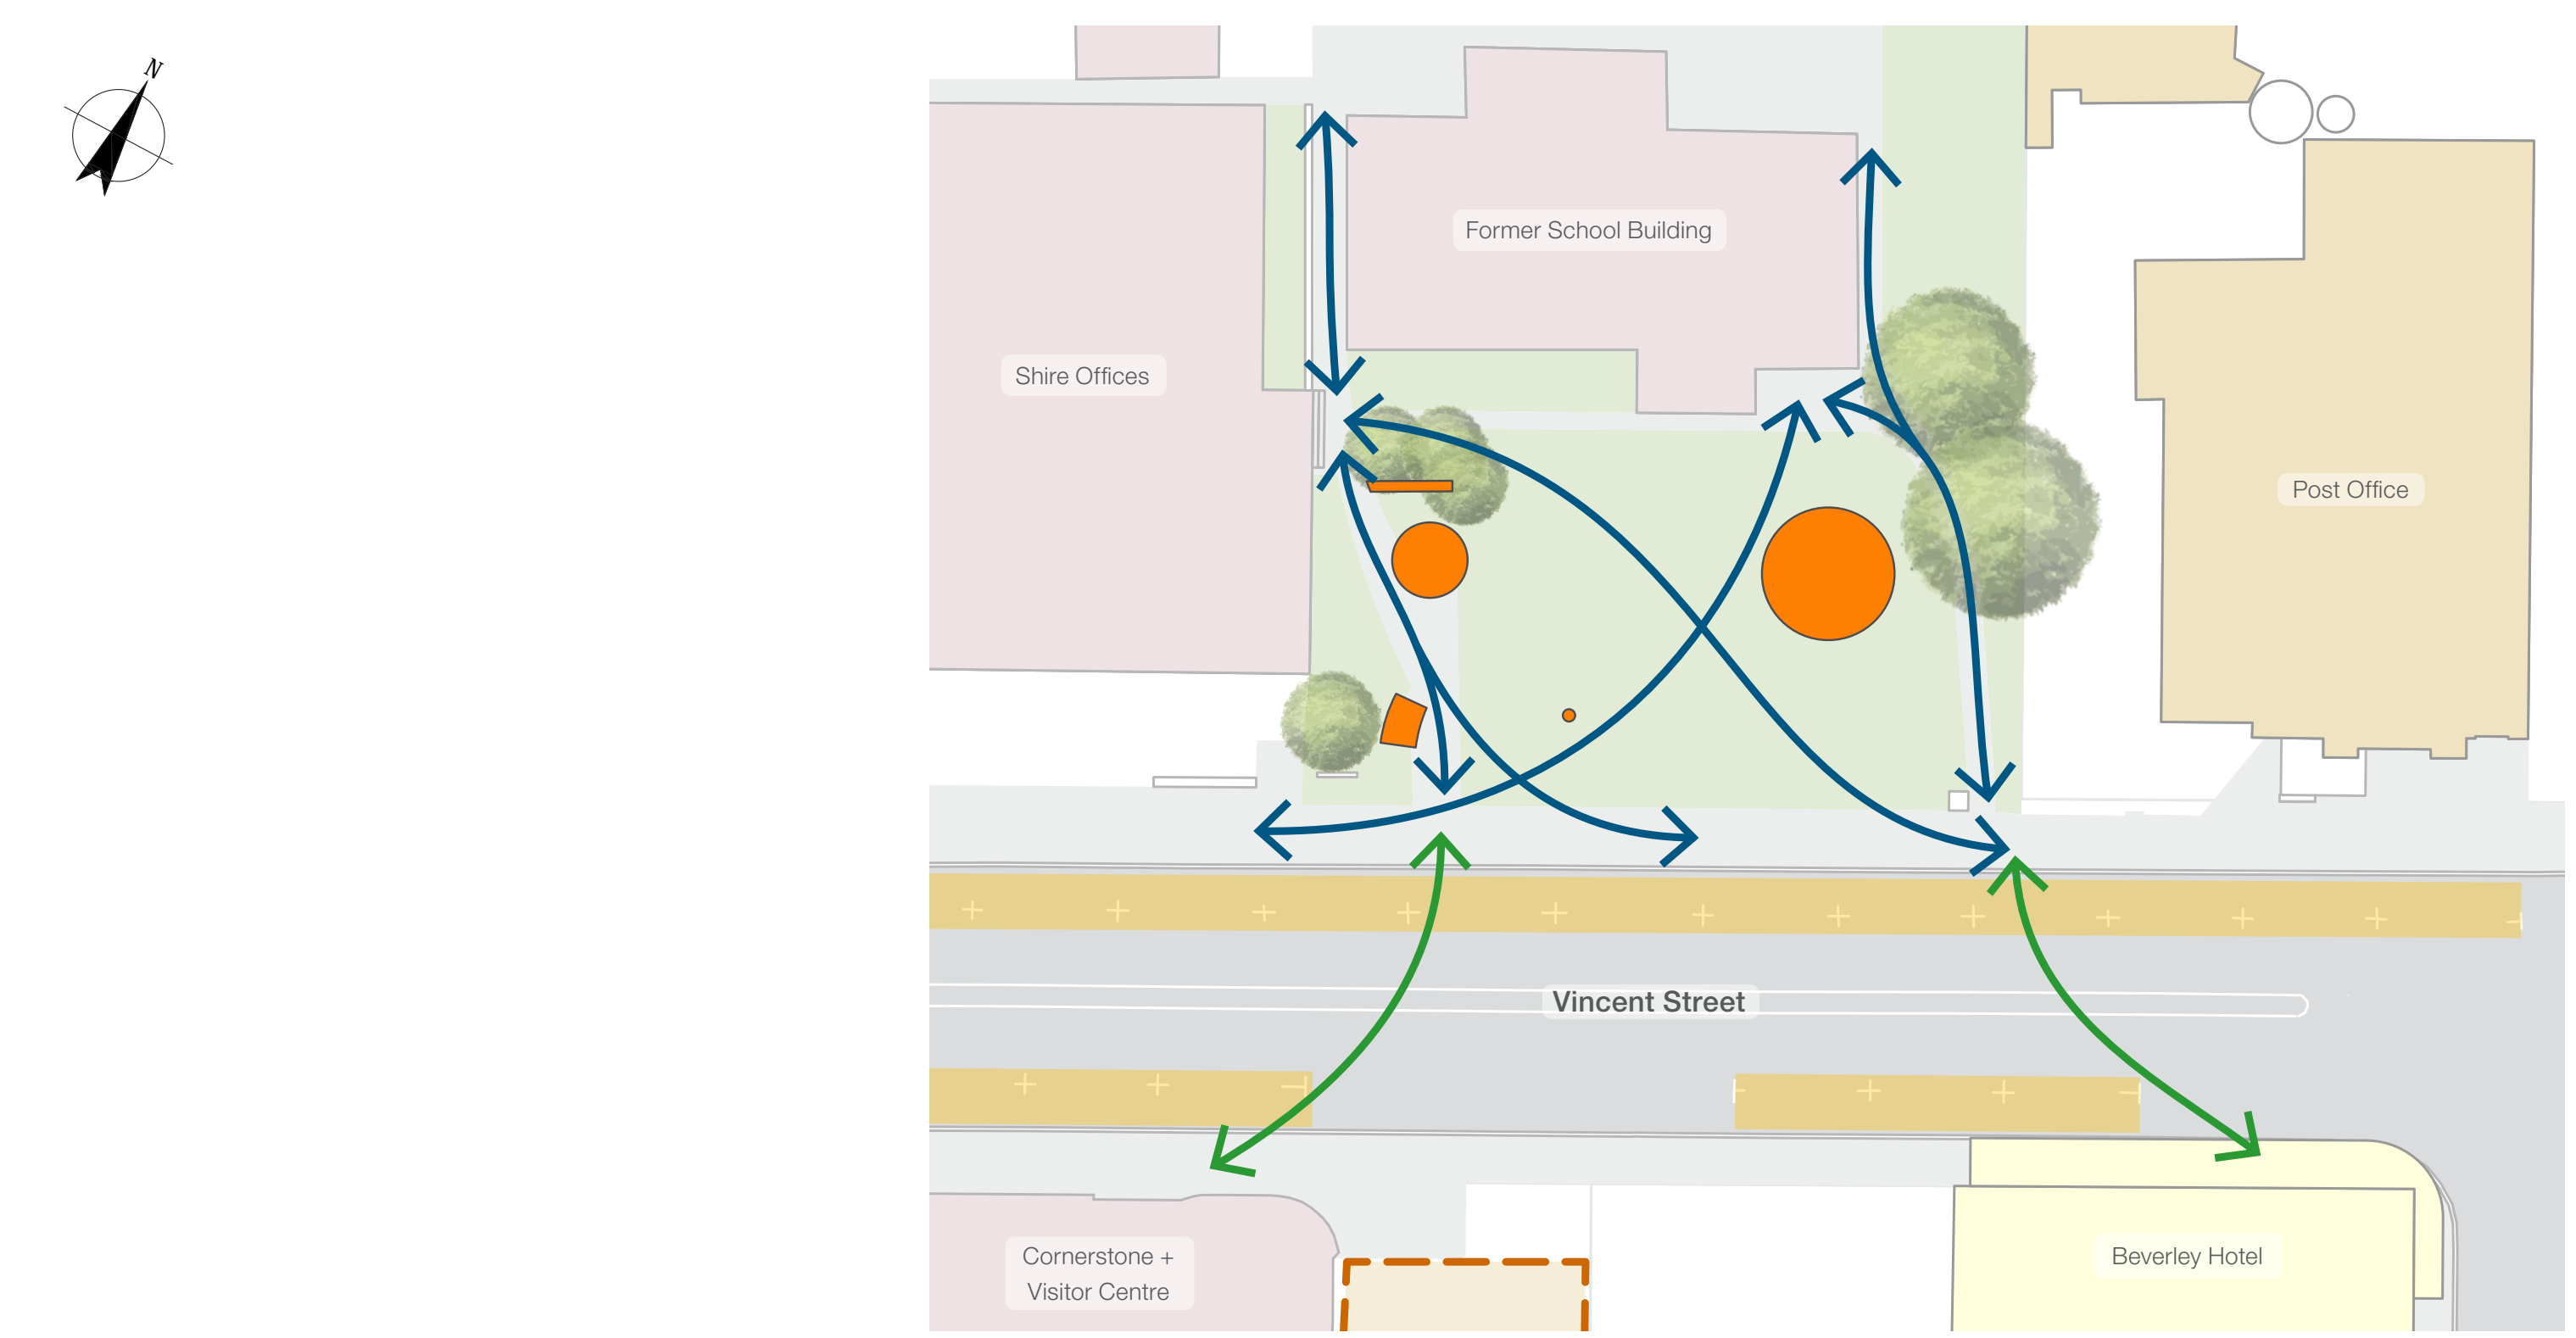 N
Former School Building
Shire Offices
Post Office
Vincent Street
Cornerstone +
Visitor Centre
Beverley Hotel